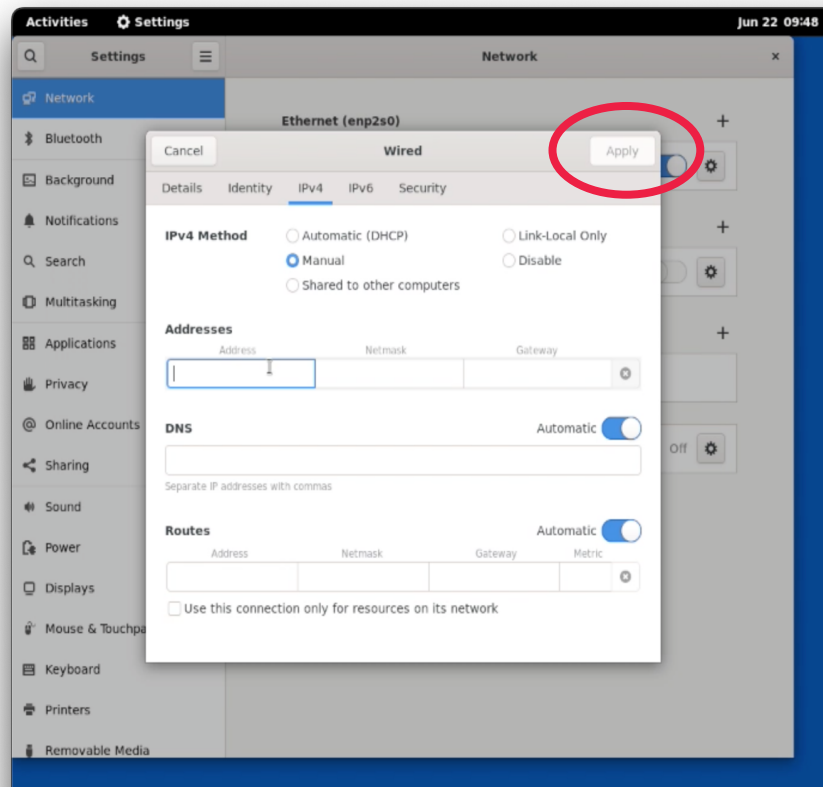 Activities Settings Jun 22 09:48
Settings Network
Network
Bluetooth
Background
Notifications
Search
Multitasking
Applications
Privacy
Online Accounts
Sharing
Sound
Power
Displays
Mouse & Touchpa
Keyboard
Printers
Removable Media
Ethernet (enp2s0)
Cancel Wired Apply
Details Identity IPv4 IPv6 Security
IPv4 Method Automatic (DHCP) Link-Local Only
Manual Disable
Shared to other computers
Addresses
Address Netmask Gateway
DNS Automatic
Separate IP addresses with commas
Routes Automatic
Address Netmask Gateway Metric
Use this connection only for resources on its network
Off